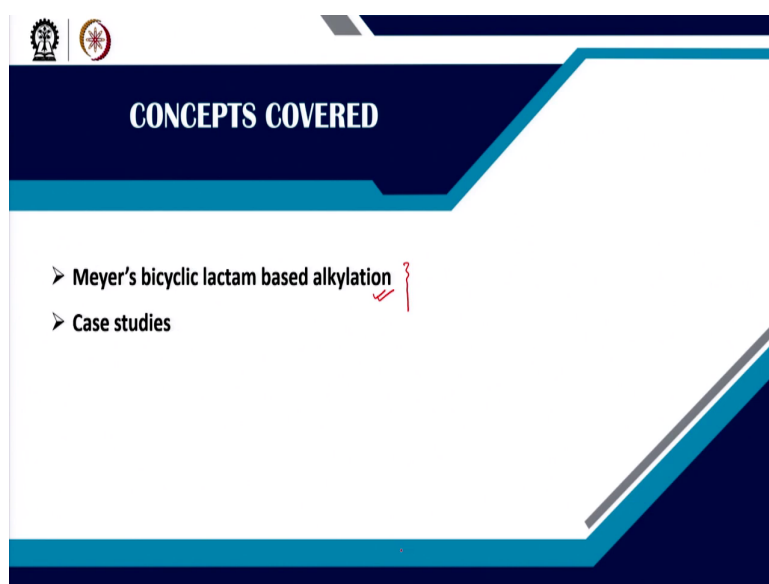 CONCEPTS COVERED
➢ Meyer's bicyclic lactam based alkylation
➢ Case studies